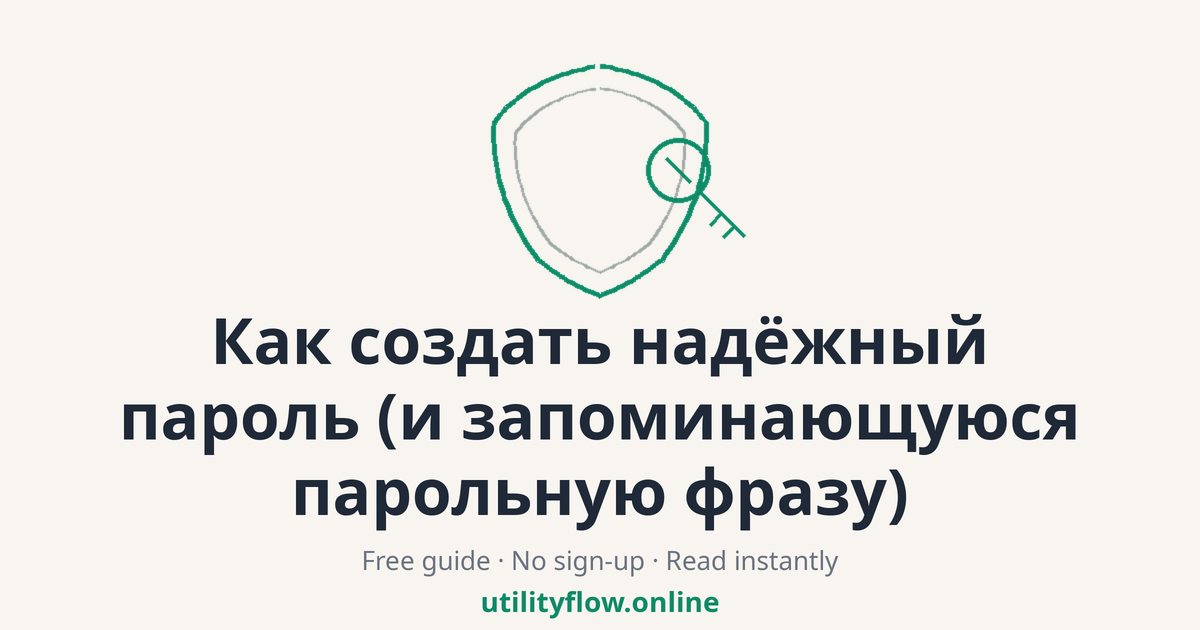 Как создать надёжный
пароль (и запоминающуюся
парольную фразу)
Free guide · No sign-up · Read instantly
utilityflow.online